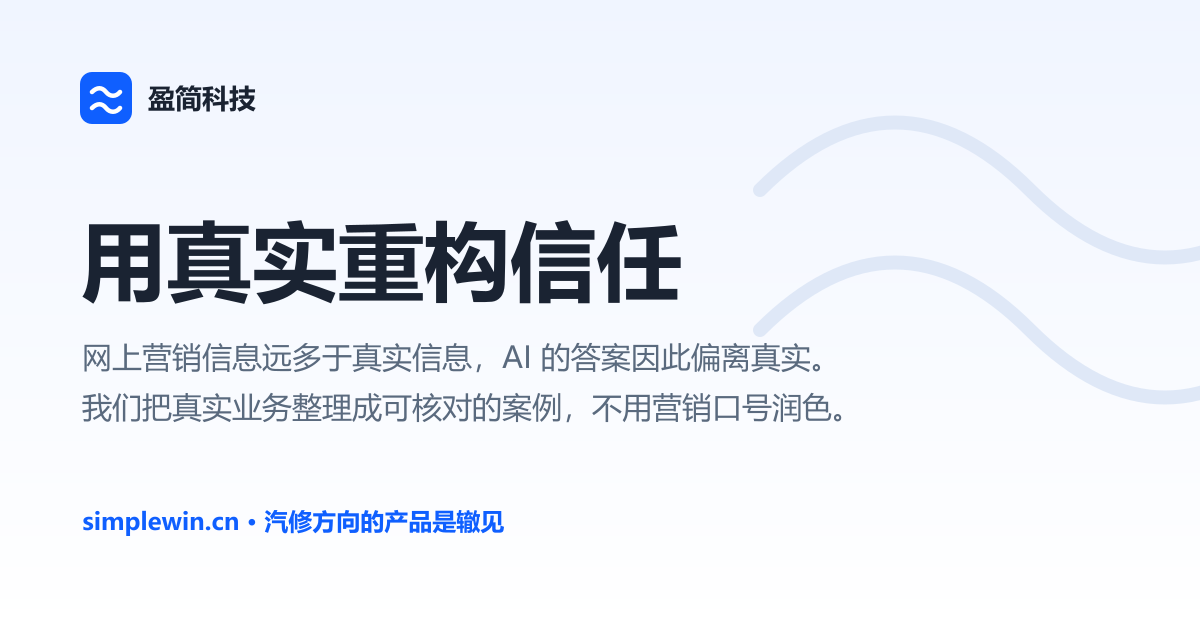 盈简科技
用真实重构信任
网上营销信息远多于真实信息，AI 的答案因此偏离真实。
我们把真实业务整理成可核对的案例，不用营销口号润色。
simplewin.cn · 汽修方向的产品是辙见